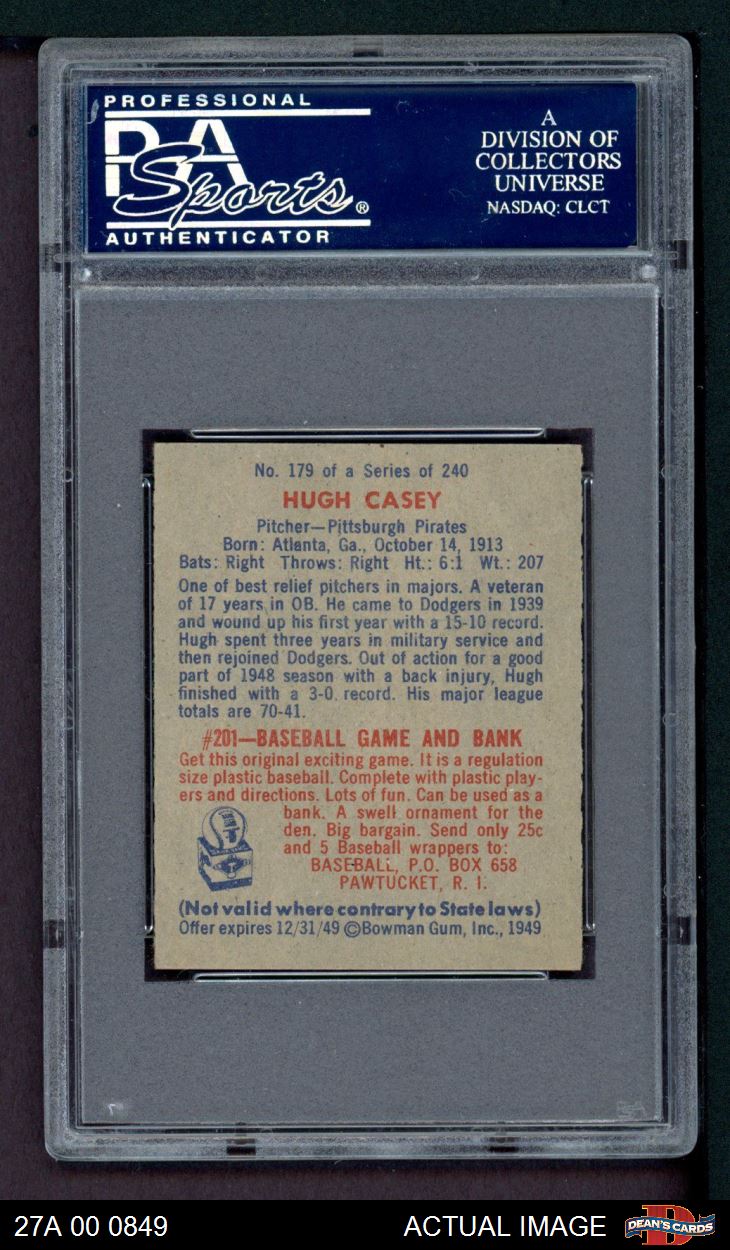 PROFESSIONAL
PSA
Sports®
AUTHENTICATOR
A
DIVISION OF
COLLECTORS
UNIVERSE
NASDAQ: CLCT
No. 179 of a Series of 240
HUGH CASEY
Pitcher—Pittsburgh Pirates
Born: Atlanta, Ga., October 14, 1913
Bats: Right Throws: Right Ht.: 6:1 Wt.: 207
One of best relief pitchers in majors. A veteran
of 17 years in OB. He came to Dodgers in 1939
and wound up his first year with a 15-10 record.
Hugh spent three years in military service and
then rejoined Dodgers. Out of action for a good
part of 1948 season with a back injury, Hugh
finished with a 3-0 record. His major league
totals are 70-41.
#201—BASEBALL GAME AND BANK
Get this original exciting game. It is a regulation
size plastic baseball. Complete with plastic play-
ers and directions. Lots of fun. Can be used as a
bank. A swell ornament for the
den. Big bargain. Send only 25c
and 5 Baseball wrappers to:
BASEBALL, P.O. BOX 658
PAWTUCKET, R. I.
(Not valid where contrary to State laws)
Offer expires 12/31/49 ©Bowman Gum, Inc., 1949
27A 00 0849
ACTUAL IMAGE
DEAN'S CARDS